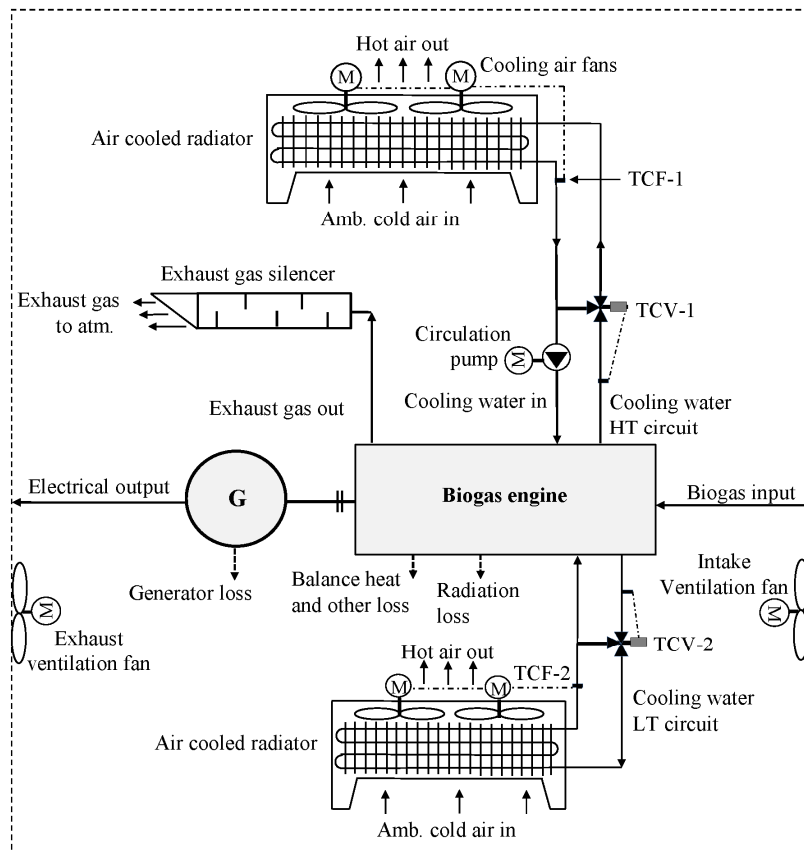 Hot air out
M
M
Cooling air fans
Air cooled radiator
TCF-1
Amb. cold air in
Exhaust gas silencer
Exhaust gas
to atm.
TCV-1
Circulation
pump
M
Cooling water in
Cooling water
HT circuit
Exhaust gas out
Electrical output
G
Biogas engine
Biogas input
Generator loss
Balance heat
and other loss
Radiation
loss
Intake
Ventilation fan
M
M
Exhaust
ventilation fan
TCV-2
Hot air out
TCF-2
M
M
Cooling water
LT circuit
Air cooled radiator
Amb. cold air in